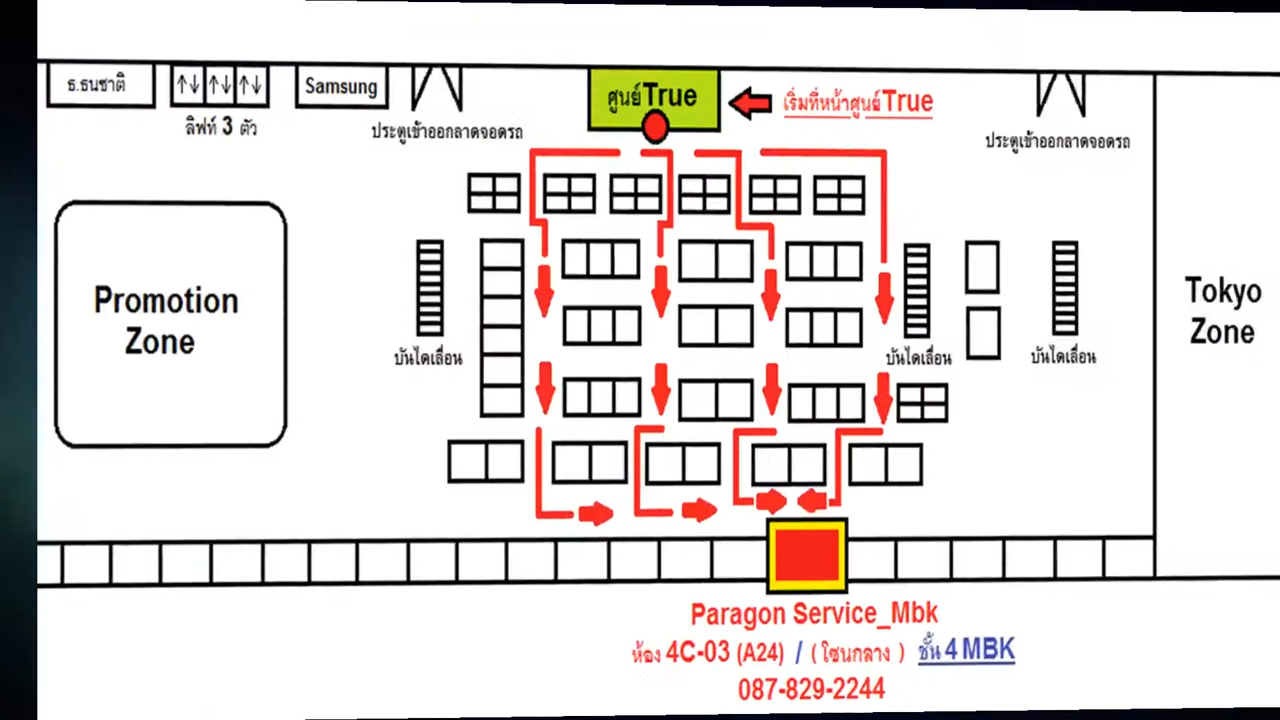 ธ.ธนชาติ
ลิฟท์ 3 ตัว
Samsung
ประตูเข้าออกลาดจอดรถ
ศูนย์True
เริ่มที่หน้าศูนย์True
ประตูเข้าออกลาดจอดรถ
Promotion
Zone
บันไดเลื่อน
บันไดเลื่อน
บันไดเลื่อน
Tokyo
Zone
Paragon Service_Mbk
ห้อง 4C-03 (A24) / ( โซนกลาง ) ชั้น 4 MBK
087-829-2244